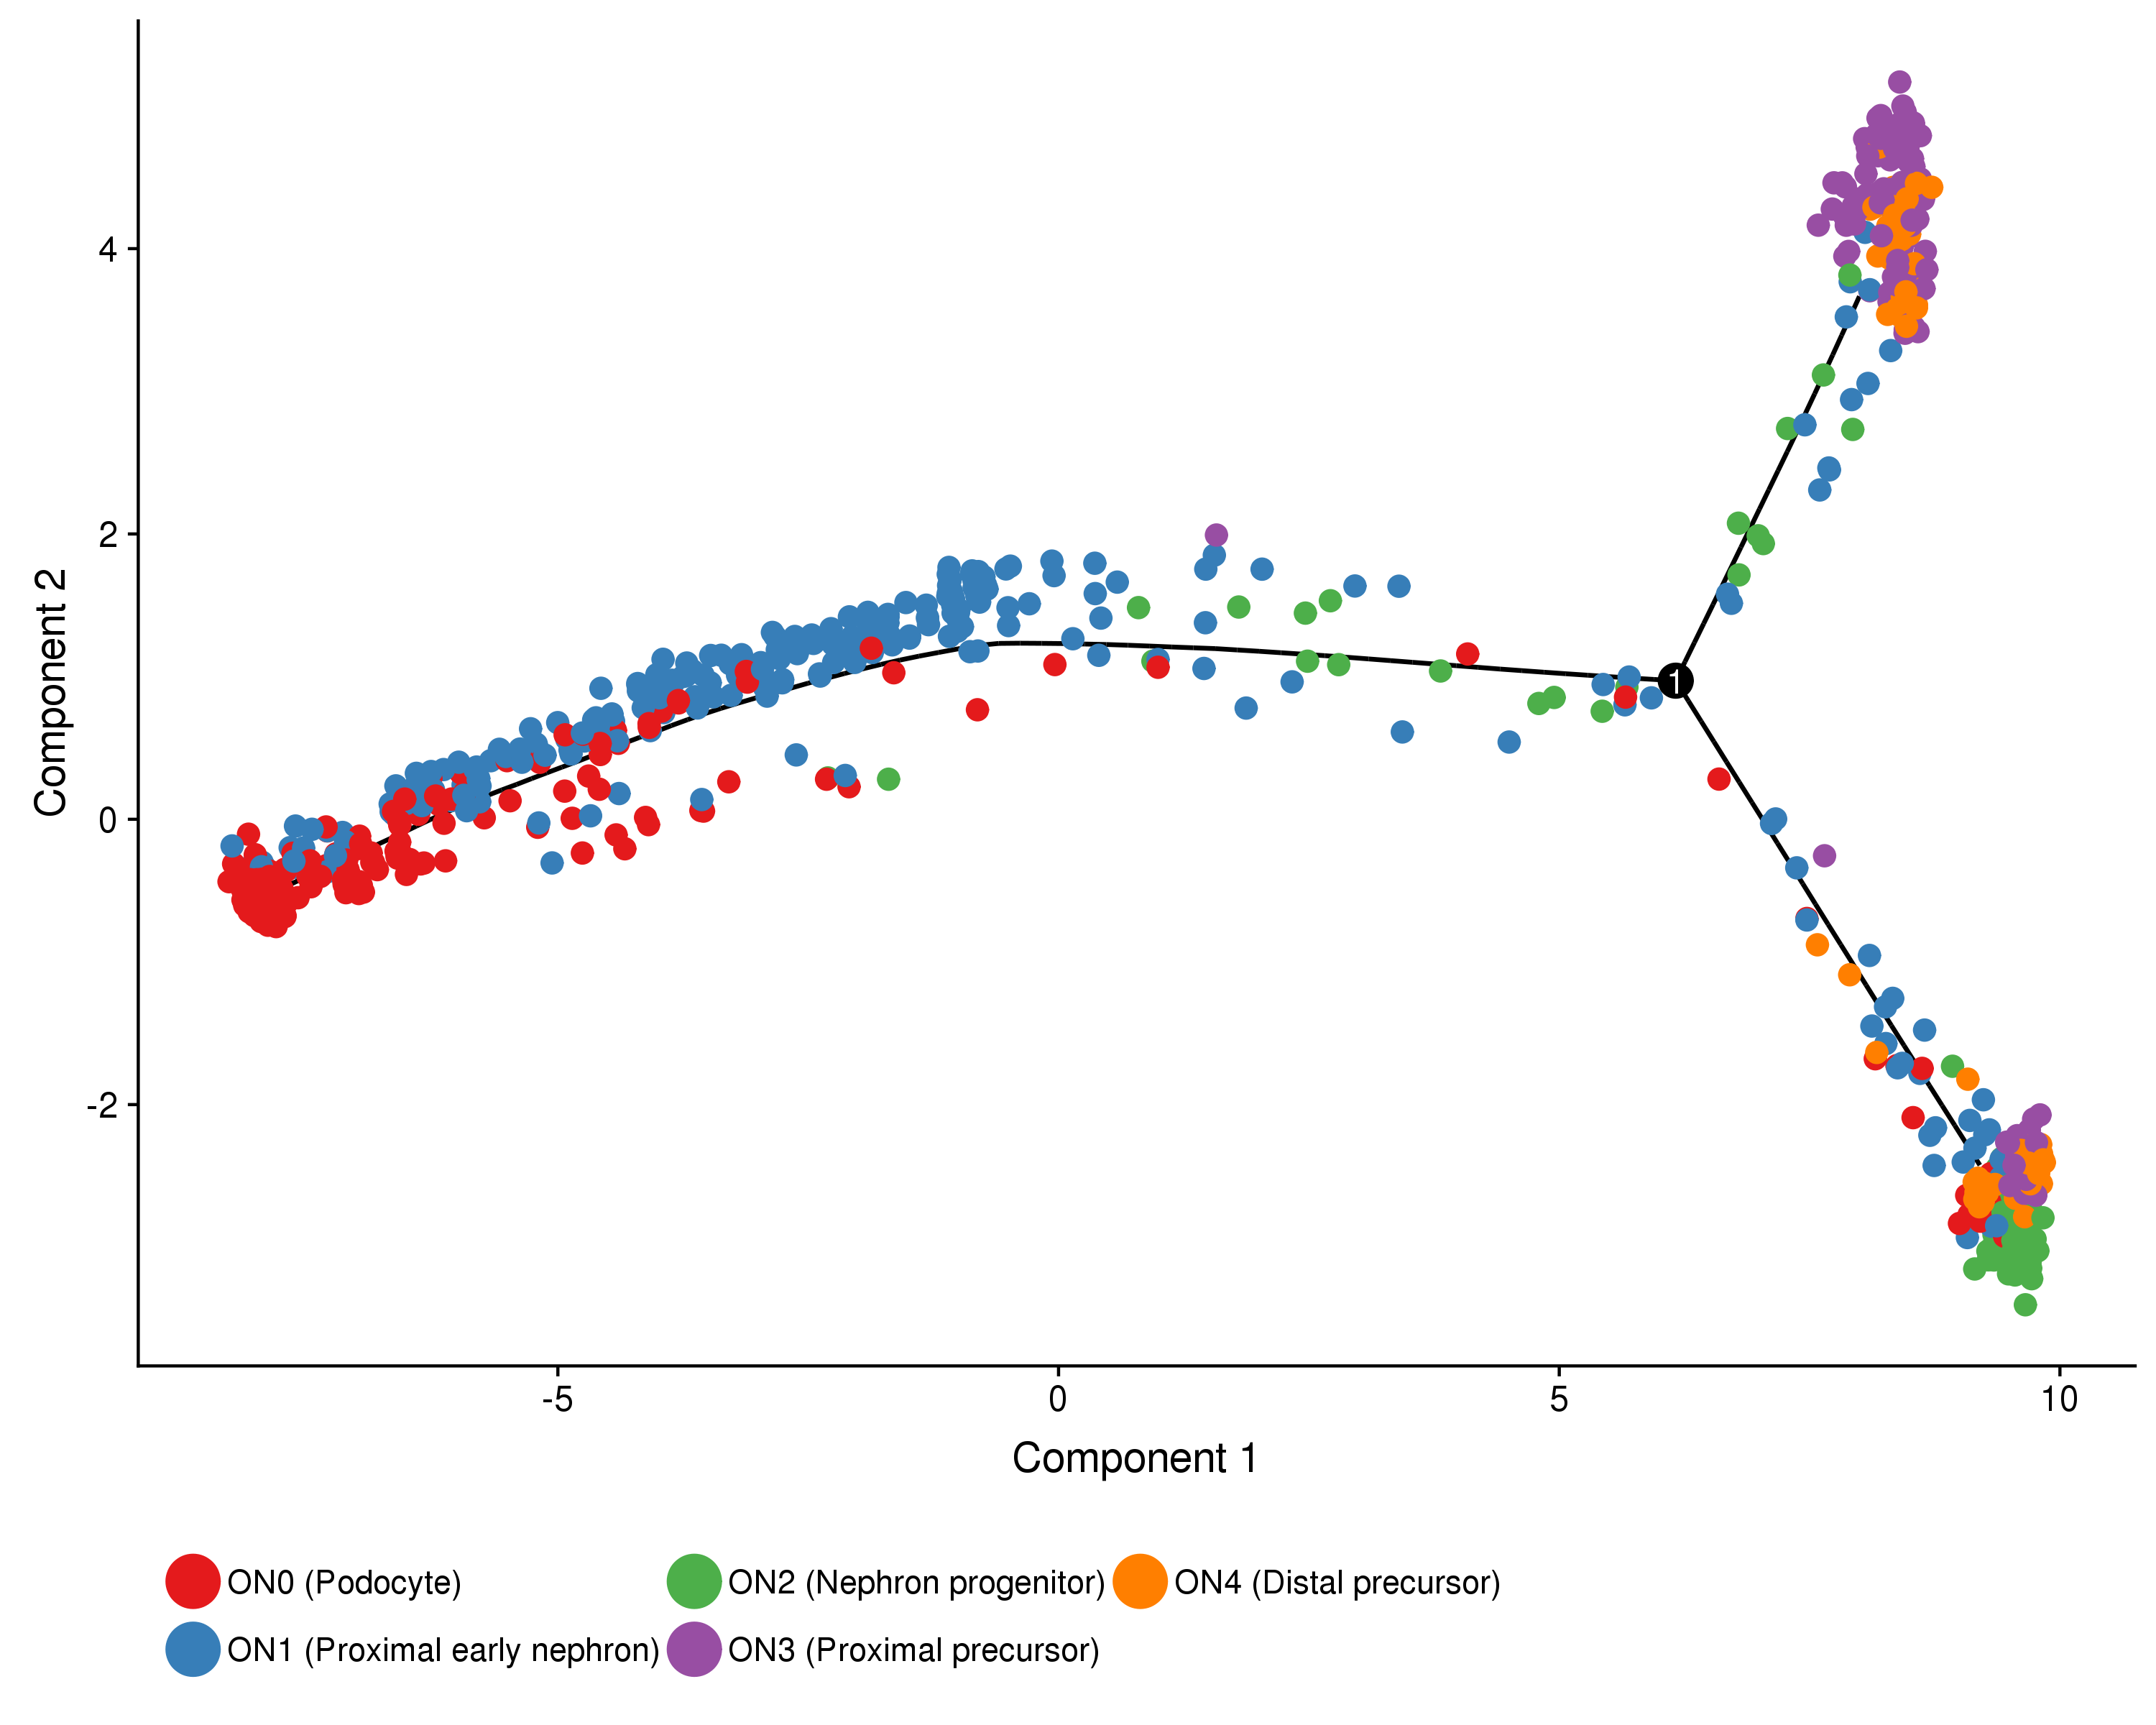 4
2
0
-2
Component 2
1
-5 0 5 10
Component 1
ON0 (Podocyte) ON2 (Nephron progenitor) ON4 (Distal precursor)
ON1 (Proximal early nephron) ON3 (Proximal precursor)